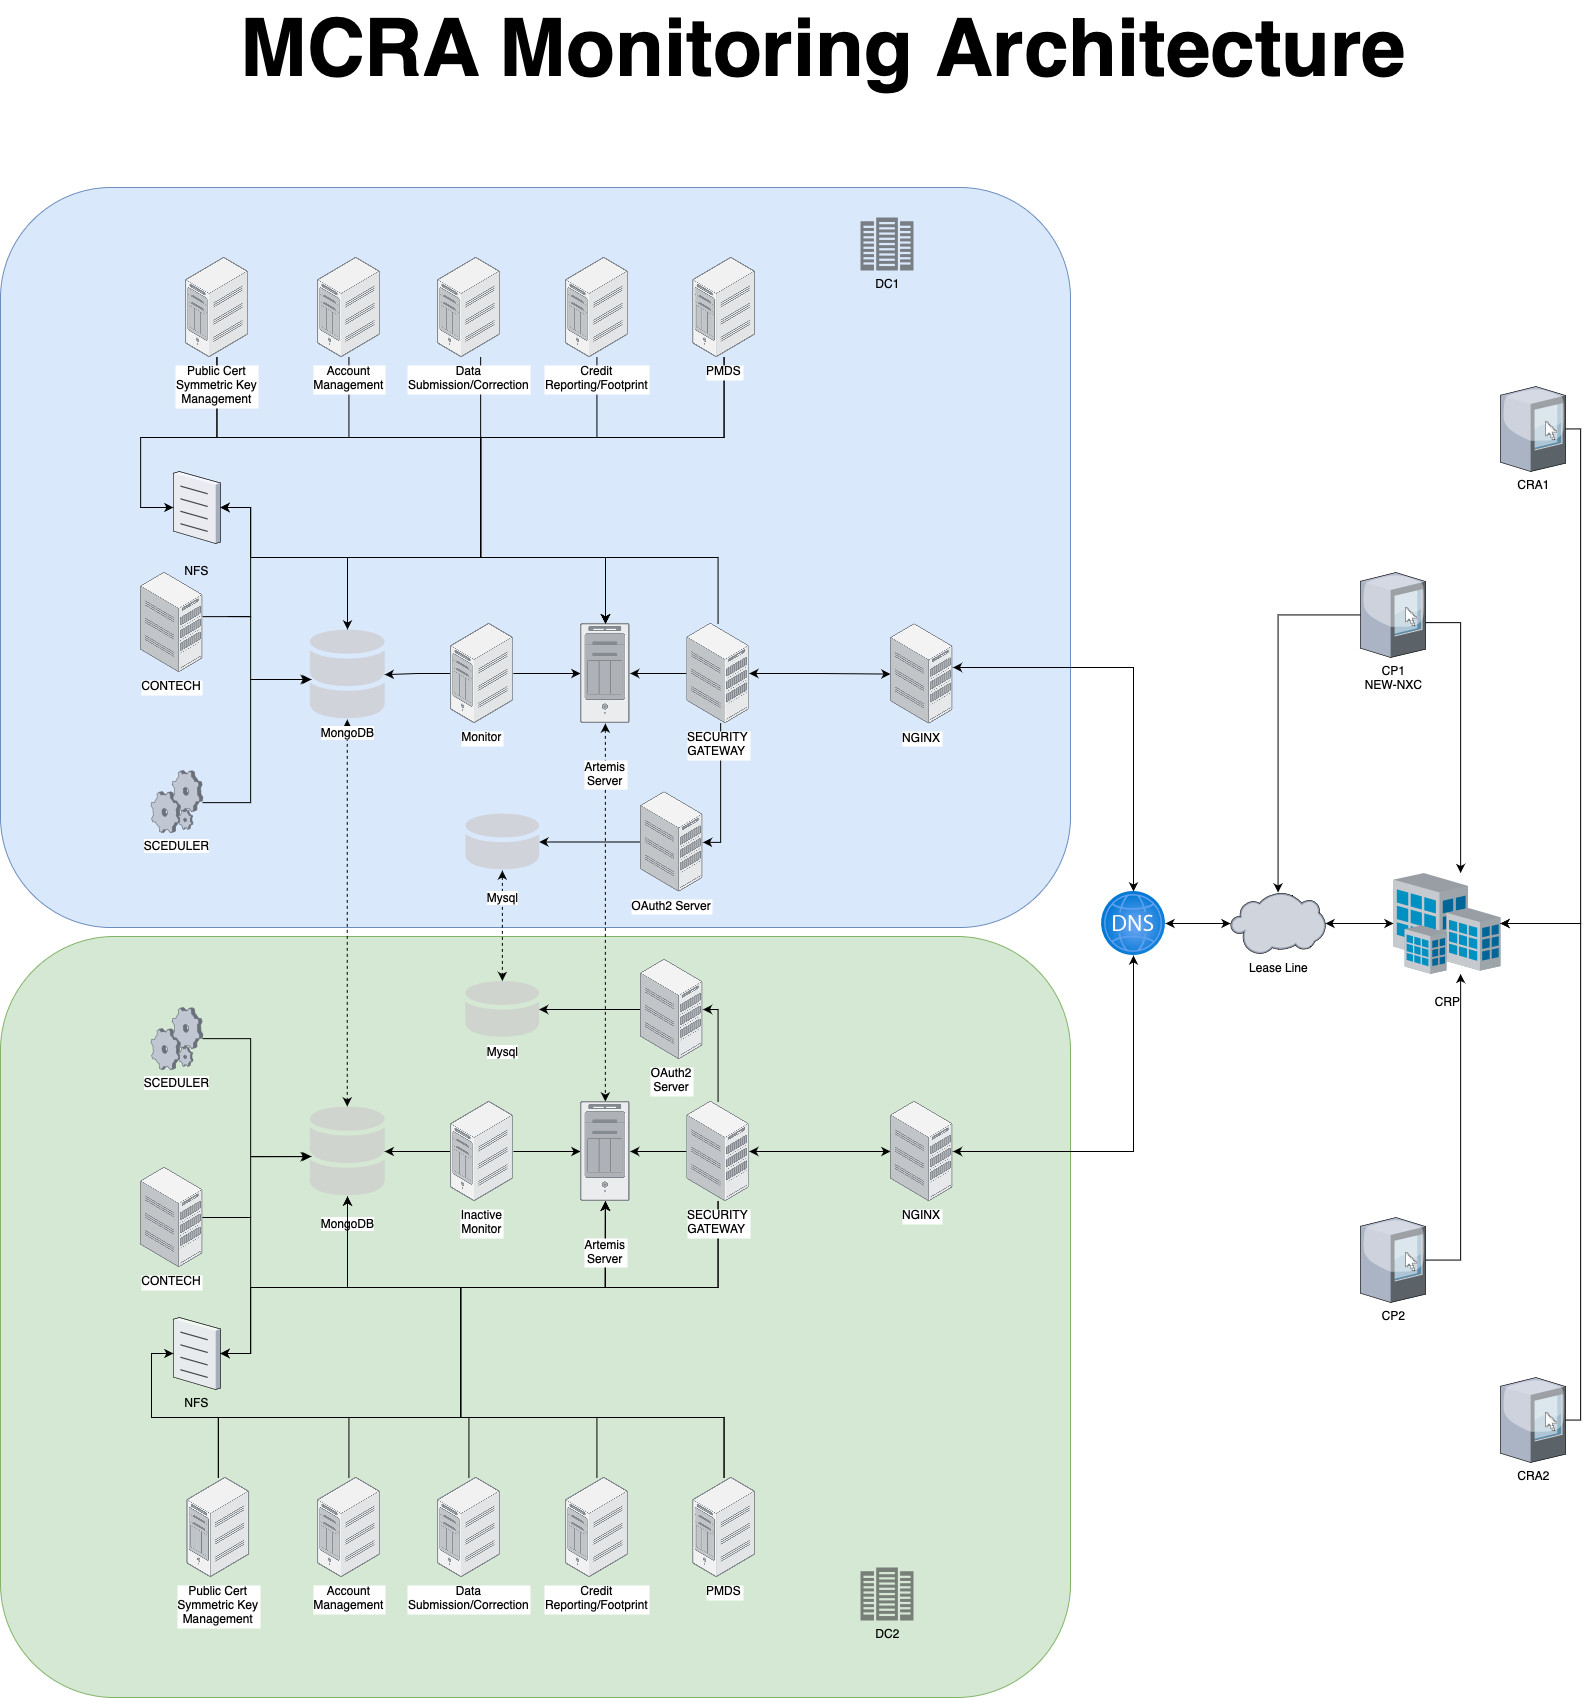 MCRA Monitoring Architecture
DC1
Public Cert
Symmetric Key
Management
Account
Management
Data
Submission/Correction
Credit
Reporting/Footprint
PMDS
CRA1
NFS
CONTECH
CP1
NEW-NXC
MongoDB
Monitor
SECURITY
GATEWAY
NGINX
Artemis
Server
SCEDULER
Mysql
OAuth2 Server
DNS
Lease Line
CRP
Mysql
OAuth2
Server
SCEDULER
MongoDB
Inactive
Monitor
SECURITY
GATEWAY
NGINX
Artemis
Server
CONTECH
CP2
NFS
CRA2
Public Cert
Symmetric Key
Management
Account
Management
Data
Submission/Correction
Credit
Reporting/Footprint
PMDS
DC2